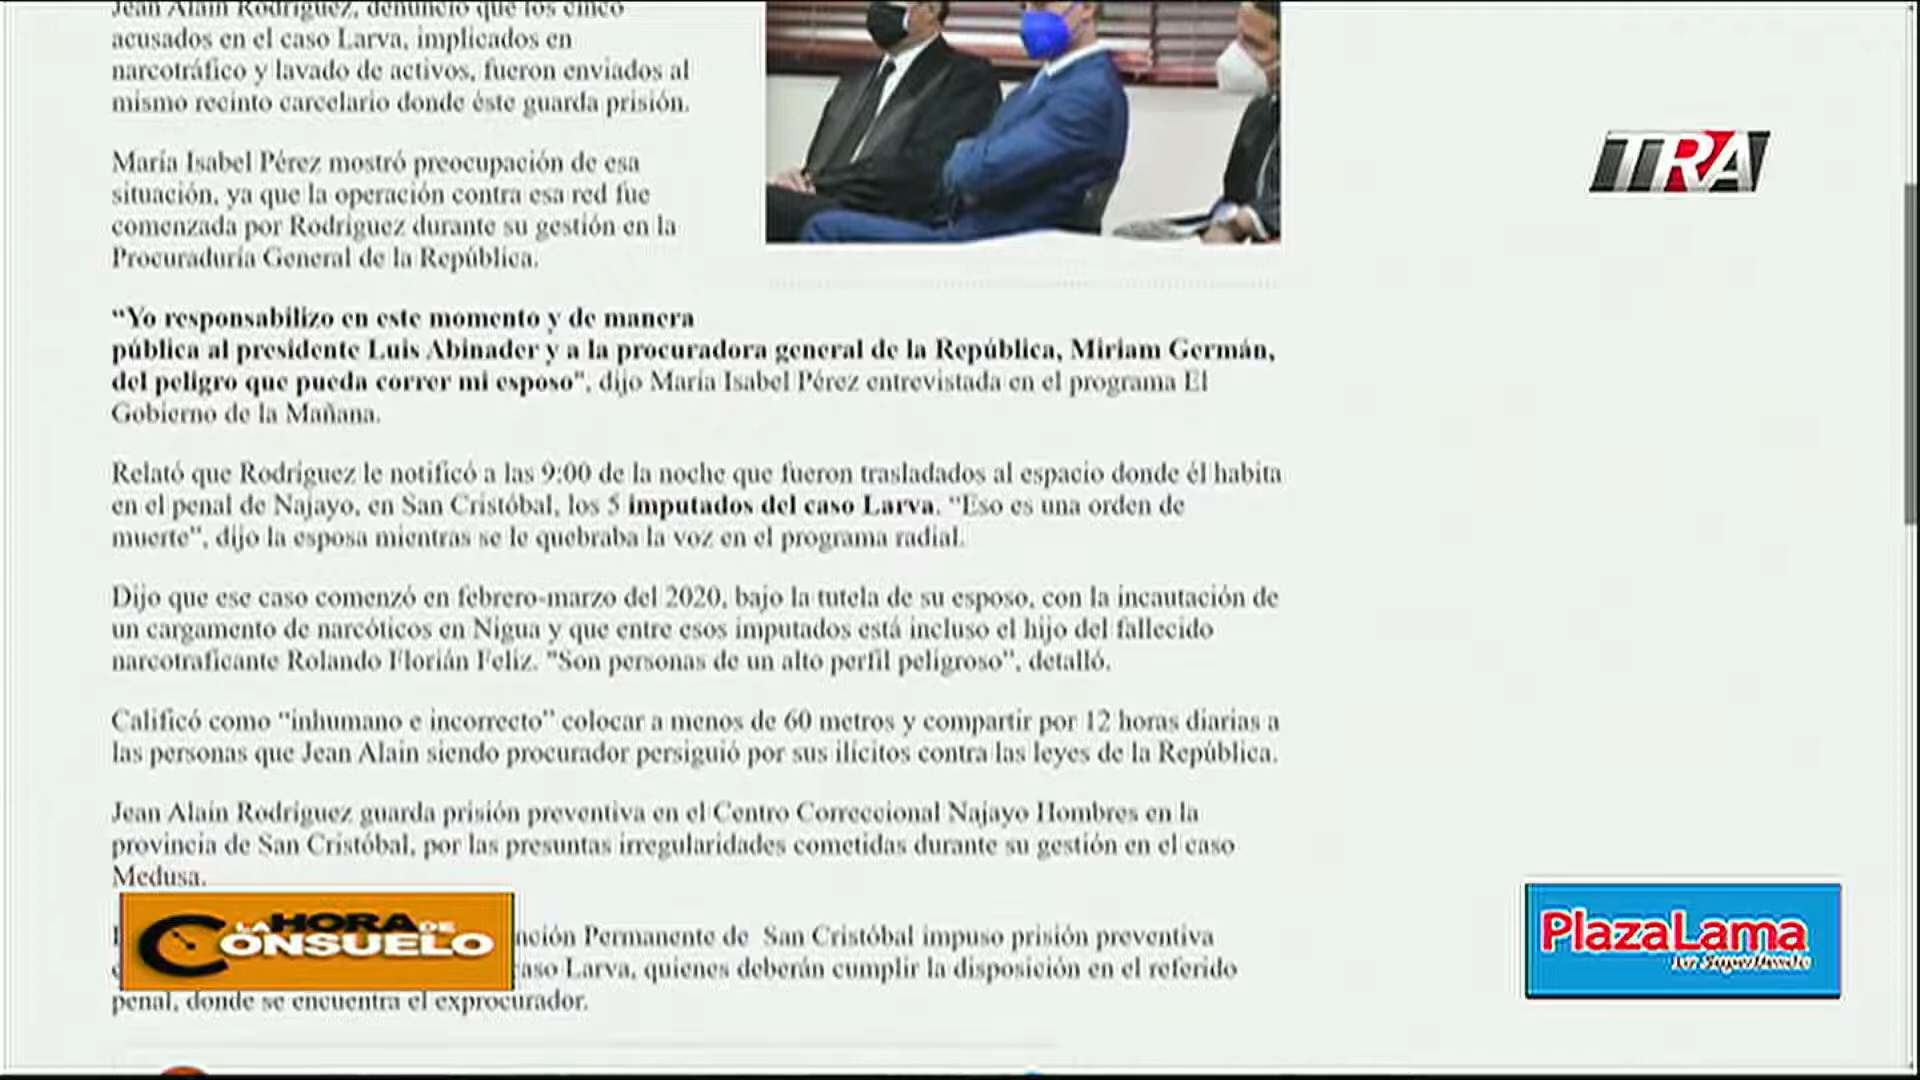 Jean Alain Rodríguez, denunció que los cinco
acusados en el caso Larva, implicados en
narcotráfico y lavado de activos, fueron enviados al
mismo recinto carcelario donde éste guarda prisión.
María Isabel Pérez mostró preocupación de esa
situación, ya que la operación contra esa red fue
comenzada por Rodríguez durante su gestión en la
Procuraduría General de la República.
“Yo responsabilizo en este momento y de manera
pública al presidente Luis Abinader y a la procuradora general de la República, Miriam Germán,
del peligro que pueda correr mi esposo", dijo María Isabel Pérez entrevistada en el programa El
Gobierno de la Mañana.
Relató que Rodríguez le notificó a las 9:00 de la noche que fueron trasladados al espacio donde él habita
en el penal de Najayo, en San Cristóbal, los 5 imputados del caso Larva. “Eso es una orden de
muerte”, dijo la esposa mientras se le quebraba la voz en el programa radial.
Dijo que ese caso comenzó en febrero-marzo del 2020, bajo la tutela de su esposo, con la incautación de
un cargamento de narcóticos en Nigua y que entre esos imputados está incluso el hijo del fallecido
narcotraficante Rolando Florián Feliz. "Son personas de un alto perfil peligroso”, detalló.
Calificó como “inhumano e incorrecto” colocar a menos de 60 metros y compartir por 12 horas diarias a
las personas que Jean Alain siendo procurador persiguió por sus ilícitos contra las leyes de la República.
Jean Alain Rodríguez guarda prisión preventiva en el Centro Correccional Najayo Hombres en la
provincia de San Cristóbal, por las presuntas irregularidades cometidas durante su gestión en el caso
Medusa.
nción Permanente de San Cristóbal impuso prisión preventiva
aso Larva, quienes deberán cumplir la disposición en el referido
penal, donde se encuentra el exprocurador.
TRA
LA HORA DE
CONSUELO
PlazaLama
La SuperTienda